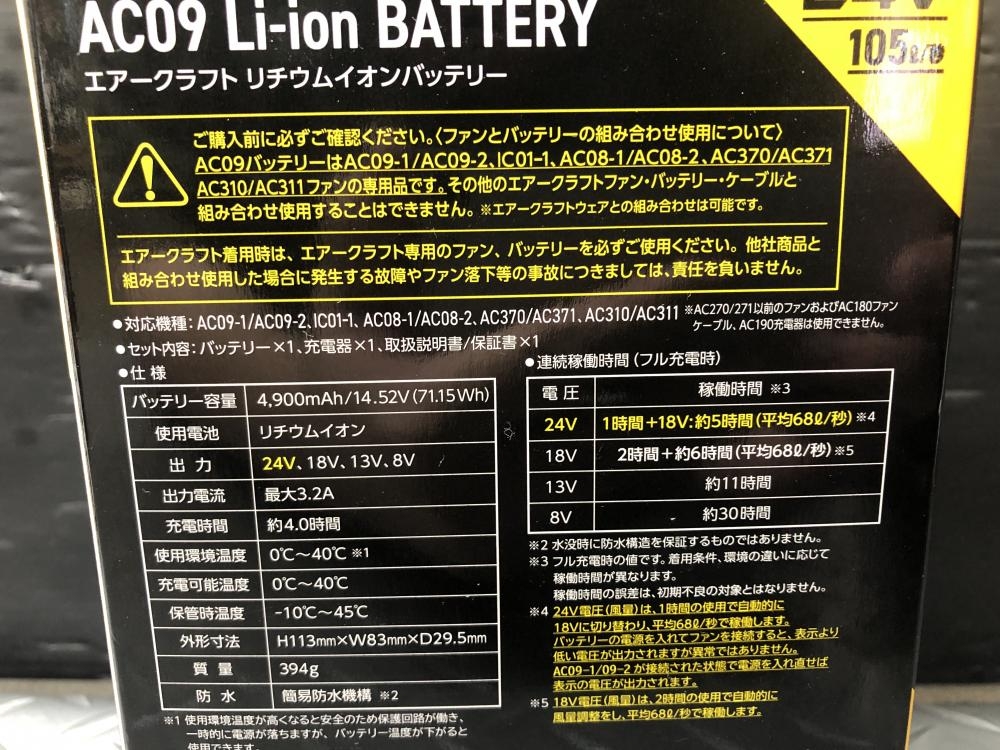 AC09 Li-ion BATTERY
エアークラフト リチウムイオンバッテリー
24V
105ℓ/秒
ご購入前に必ずご確認ください。〈ファンとバッテリーの組み合わせ使用について〉
AC09バッテリーはAC09-1/AC09-2、IC01-1、AC08-1/AC08-2、AC370/AC371
AC310/AC311ファンの専用品です。その他のエアークラフトファン・バッテリー・ケーブルと
組み合わせ使用することはできません。※エアークラフトウェアとの組み合わせは可能です。
エアークラフト着用時は、エアークラフト専用のファン、バッテリーを必ずご使用ください。他社商品と
組み合わせ使用した場合に発生する故障やファン落下等の事故につきましては、責任を負いません。
●対応機種：AC09-1/AC09-2、IC01-1、AC08-1/AC08-2、AC370/AC371、AC310/AC311 ※AC270/271以前のファンおよびAC180ファン
ケーブル、AC190充電器は使用できません。
●セット内容：バッテリー×1、充電器×1、取扱説明書/保証書×1
●仕様
バッテリー容量 4,900mAh/14.52V(71.15Wh)
使用電池 リチウムイオン
出力 24V、18V、13V、8V
出力電流 最大3.2A
充電時間 約4.0時間
使用環境温度 0℃～40℃ ※1
充電可能温度 0℃～40℃
保管時温度 -10℃～45℃
外形寸法 H113mm×W83mm×D29.5mm
質量 394g
防水 簡易防水機構 ※2
※1 使用環境温度が高くなると安全のため保護回路が働き、
一時的に電源が落ちますが、バッテリー温度が下がると
使用できます。
●連続稼働時間（フル充電時）
電圧 稼働時間 ※3
24V 1時間＋18V：約5時間(平均68ℓ/秒) ※4
18V 2時間＋約6時間(平均68ℓ/秒) ※5
13V 約11時間
8V 約30時間
※2 水没時に防水構造を保証するものではありません。
※3 フル充電時の値です。着用条件、環境の違いに応じて
稼働時間が異なります。
稼働時間の誤差は、初期不良の対象とはなりません。
※4 24V電圧(風量)は、1時間の使用で自動的に
18Vに切り替わり、平均68ℓ/秒で稼働します。
バッテリーの電源を入れてファンを接続すると、表示より
低い電圧が出力されますが異常ではありません。
AC09-1/09-2が接続された状態で電源を入れ直せば
表示の電圧が出力されます。
※5 18V電圧(風量)は、2時間の使用で自動的に
風量調整をし、平均68ℓ/秒で稼働します。